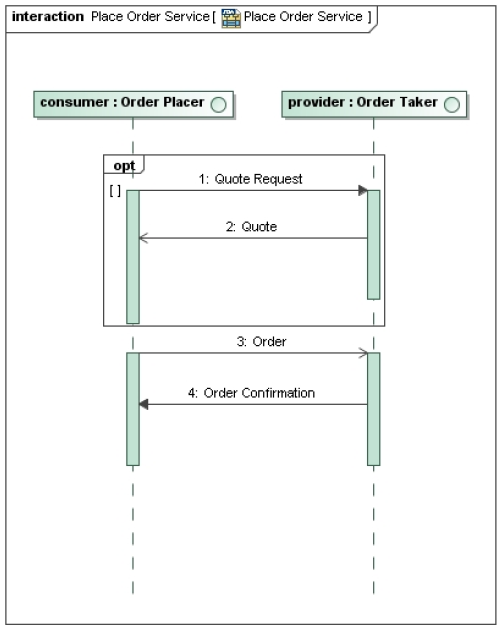 interaction Place Order Service[ Place Order Service ]
consumer : Order Placer
provider : Order Taker
opt
[ ]
1: Quote Request
2: Quote
3: Order
4: Order Confirmation